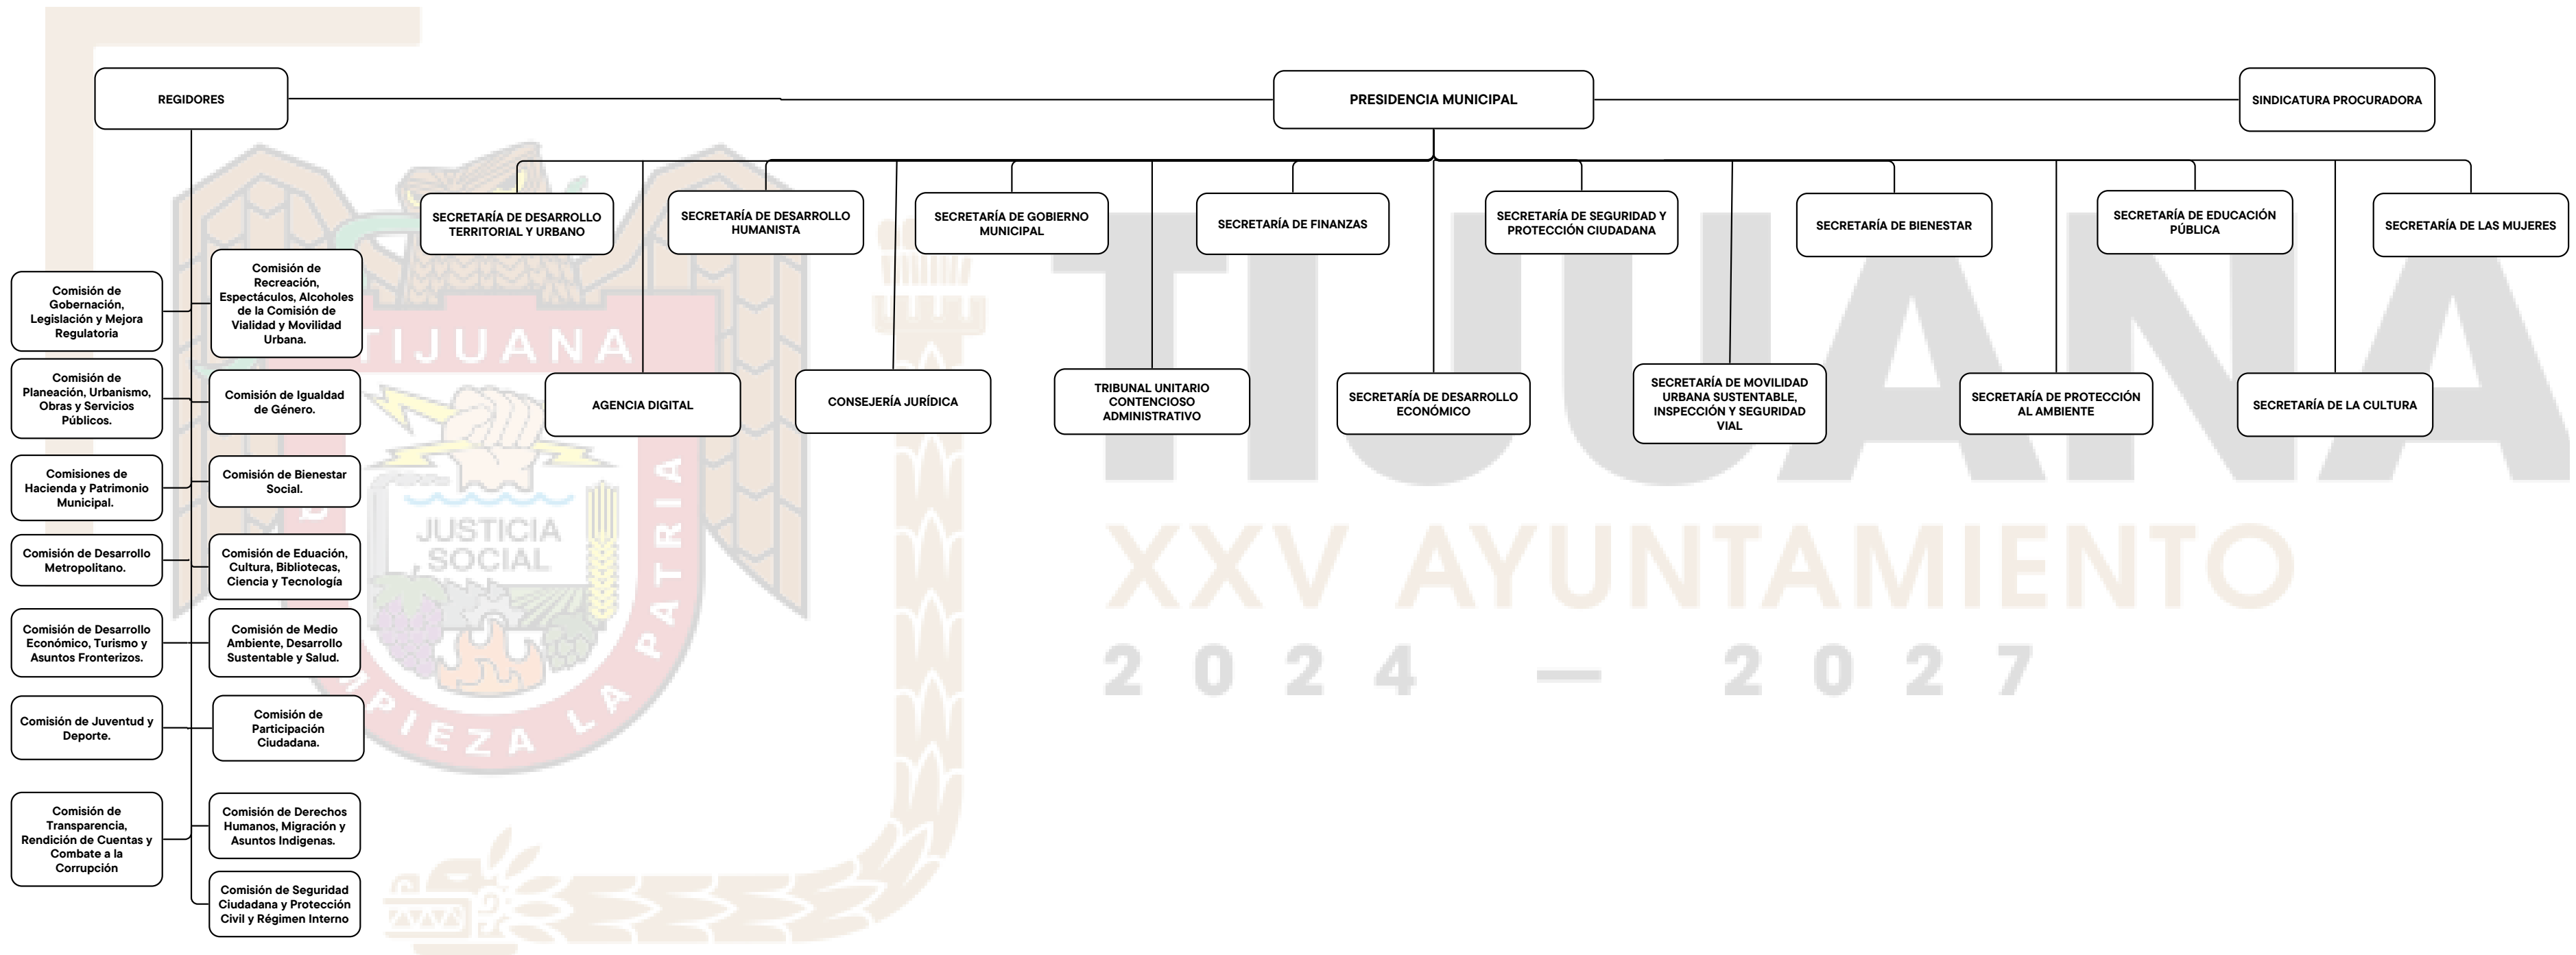 REGIDORES
PRESIDENCIA MUNICIPAL
SINDICATURA PROCURADORA
SECRETARÍA DE DESARROLLO
TERRITORIAL Y URBANO
SECRETARÍA DE DESARROLLO
HUMANISTA
SECRETARÍA DE GOBIERNO
MUNICIPAL
SECRETARÍA DE FINANZAS
SECRETARÍA DE SEGURIDAD Y
PROTECCIÓN CIUDADANA
SECRETARÍA DE BIENESTAR
SECRETARÍA DE EDUCACIÓN
PÚBLICA
SECRETARÍA DE LAS MUJERES
AGENCIA DIGITAL
CONSEJERÍA JURÍDICA
TRIBUNAL UNITARIO
CONTENCIOSO
ADMINISTRATIVO
SECRETARÍA DE DESARROLLO
ECONÓMICO
SECRETARÍA DE MOVILIDAD
URBANA SUSTENTABLE,
INSPECCIÓN Y SEGURIDAD
VIAL
SECRETARÍA DE PROTECCIÓN
AL AMBIENTE
SECRETARÍA DE LA CULTURA
Comisión de
Gobernación,
Legislación y Mejora
Regulatoria
Comisión de
Recreación,
Espectáculos, Alcoholes
de la Comisión de
Vialidad y Movilidad
Urbana.
Comisión de
Planeación, Urbanismo,
Obras y Servicios
Públicos.
Comisión de Igualdad
de Género.
Comisiones de
Hacienda y Patrimonio
Municipal.
Comisión de Bienestar
Social.
Comisión de Desarrollo
Metropolitano.
Comisión de Eduación,
Cultura, Bibliotecas,
Ciencia y Tecnología
Comisión de Desarrollo
Económico, Turismo y
Asuntos Fronterizos.
Comisión de Medio
Ambiente, Desarrollo
Sustentable y Salud.
Comisión de Juventud y
Deporte.
Comisión de
Participación
Ciudadana.
Comisión de
Transparencia,
Rendición de Cuentas y
Combate a la
Corrupción
Comisión de Derechos
Humanos, Migración y
Asuntos Indigenas.
Comisión de Seguridad
Ciudadana y Protección
Civil y Régimen Interno
TIJUANA
JUSTICIA
SOCIAL
LA PATRIA
TIJUANA
XXV AYUNTAMIENTO
2024 — 2027